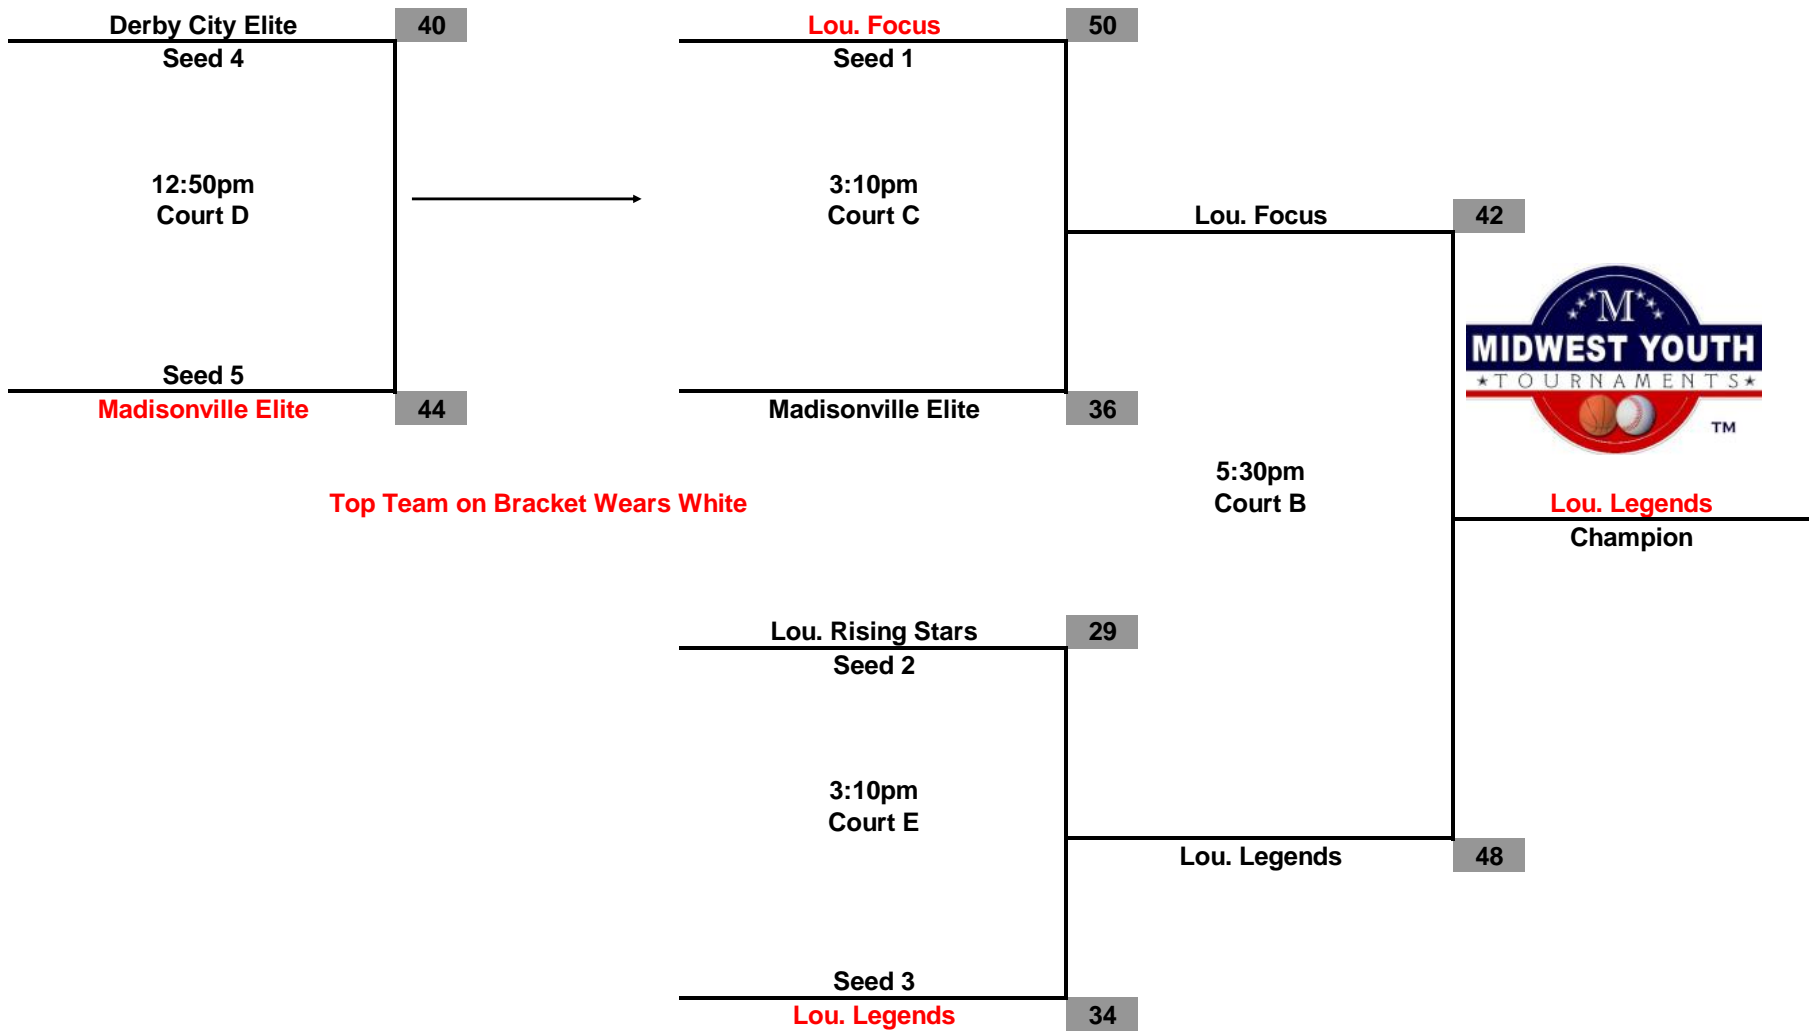 Derby City Elite 40
Seed 4
12:50pm
Court D
Seed 5
Madisonville Elite 44
Lou. Focus 50
Seed 1
3:10pm
Court C
Madisonville Elite 36
Top Team on Bracket Wears White
Lou. Rising Stars 29
Seed 2
3:10pm
Court E
Seed 3
Lou. Legends 34
Lou. Focus 42
5:30pm
Court B
Lou. Legends 48
M
MIDWEST YOUTH
TOURNAMENTS
TM
Lou. Legends
Champion